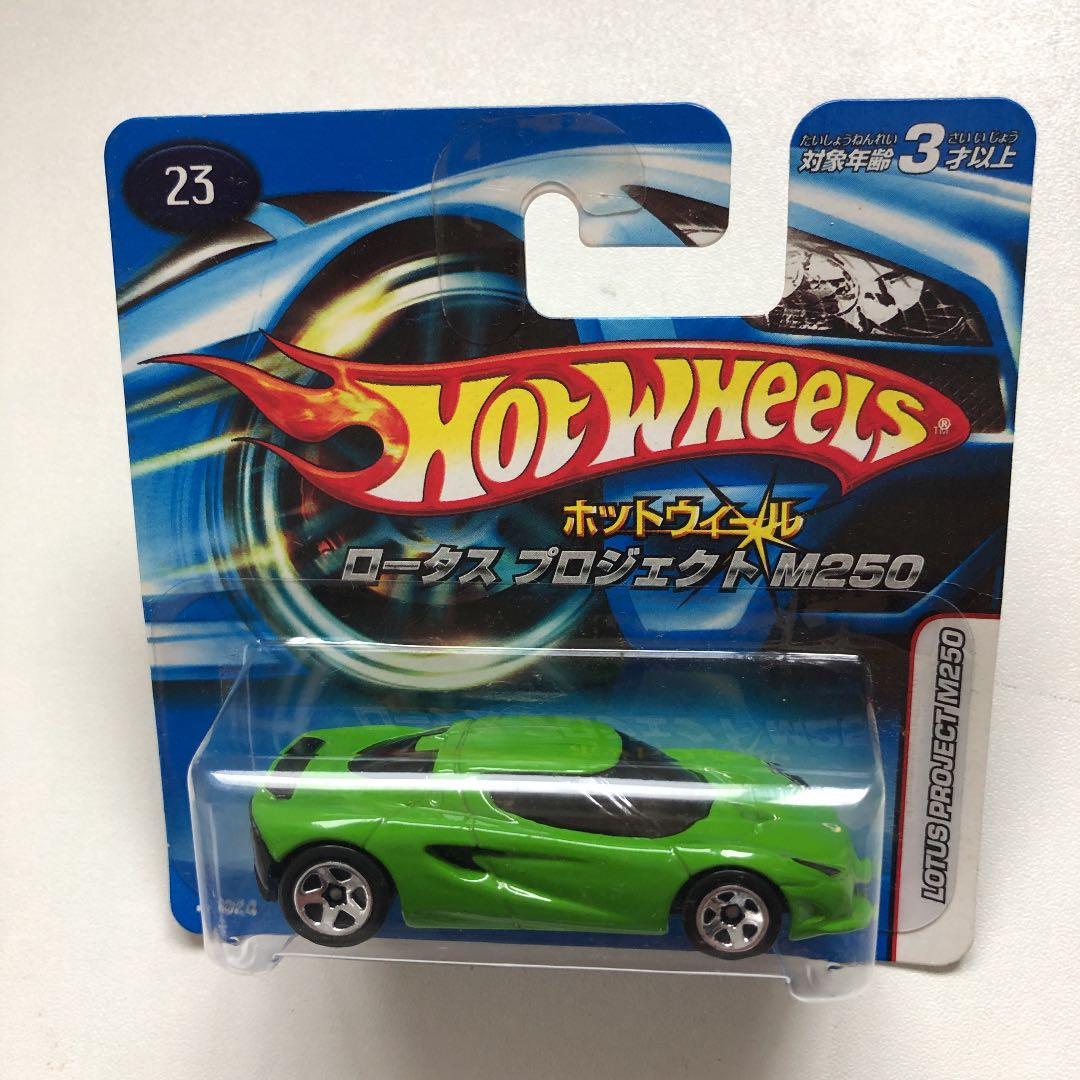 23
たいしょうねんれい さいいじょう
対象年齢 3才以上
HOT WHEELS ®
TM
ホットウィール
ロータス プロジェクト M250
LOTUS PROJECT M250